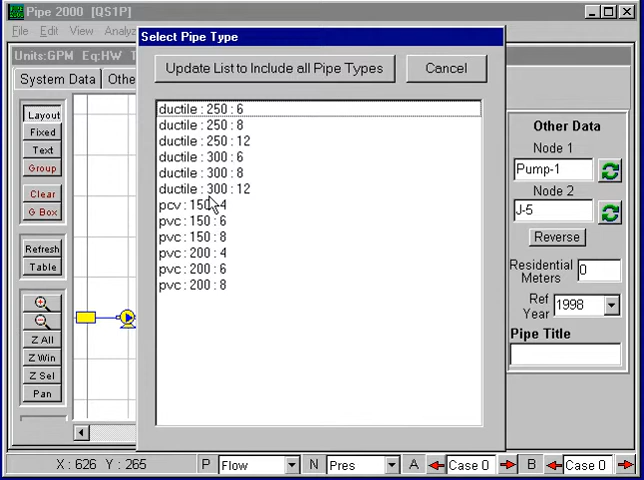 Pipe 2000 [QS1P]
File Edit View Analyz
Units:GPM Eq:HW T
System Data Othe
Select Pipe Type
Update List to Include all Pipe Types
Cancel
ductile : 250 : 6
ductile : 250 : 8
ductile : 250 : 12
ductile : 300 : 6
ductile : 300 : 8
ductile : 300 : 12
pcv : 150 : 4
pvc : 150 : 6
pvc : 150 : 8
pvc : 200 : 4
pvc : 200 : 6
pvc : 200 : 8
Layout
Fixed
Text
Group
Clear
G Box
Refresh
Table
Z All
Z Win
Z Sel
Pan
Other Data
Node 1
Pump-1
Node 2
J-5
Reverse
Residential
Meters
0
Ref
Year
1998
Pipe Title
X : 626 Y : 265
P Flow
N Pres
A Case 0
B Case 0